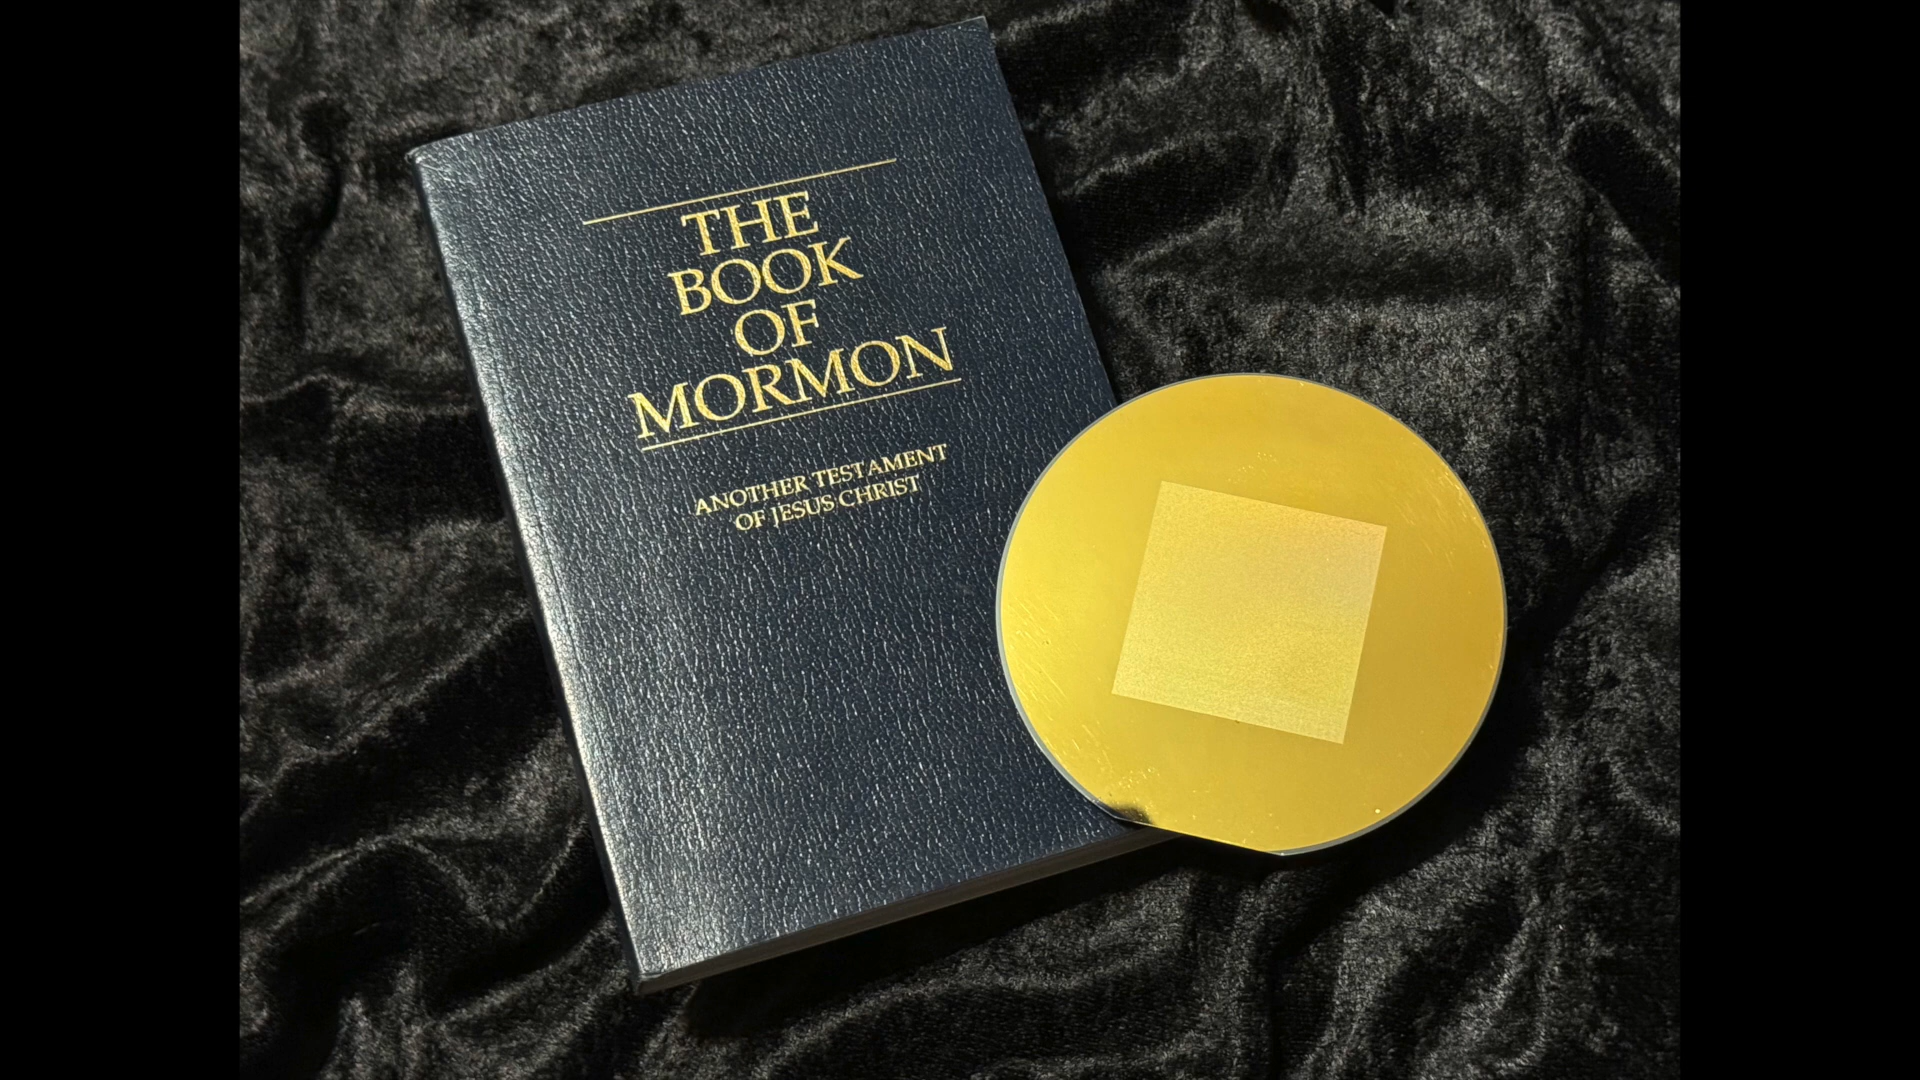 THE
BOOK
OF
MORMON
ANOTHER TESTAMENT
OF JESUS CHRIST